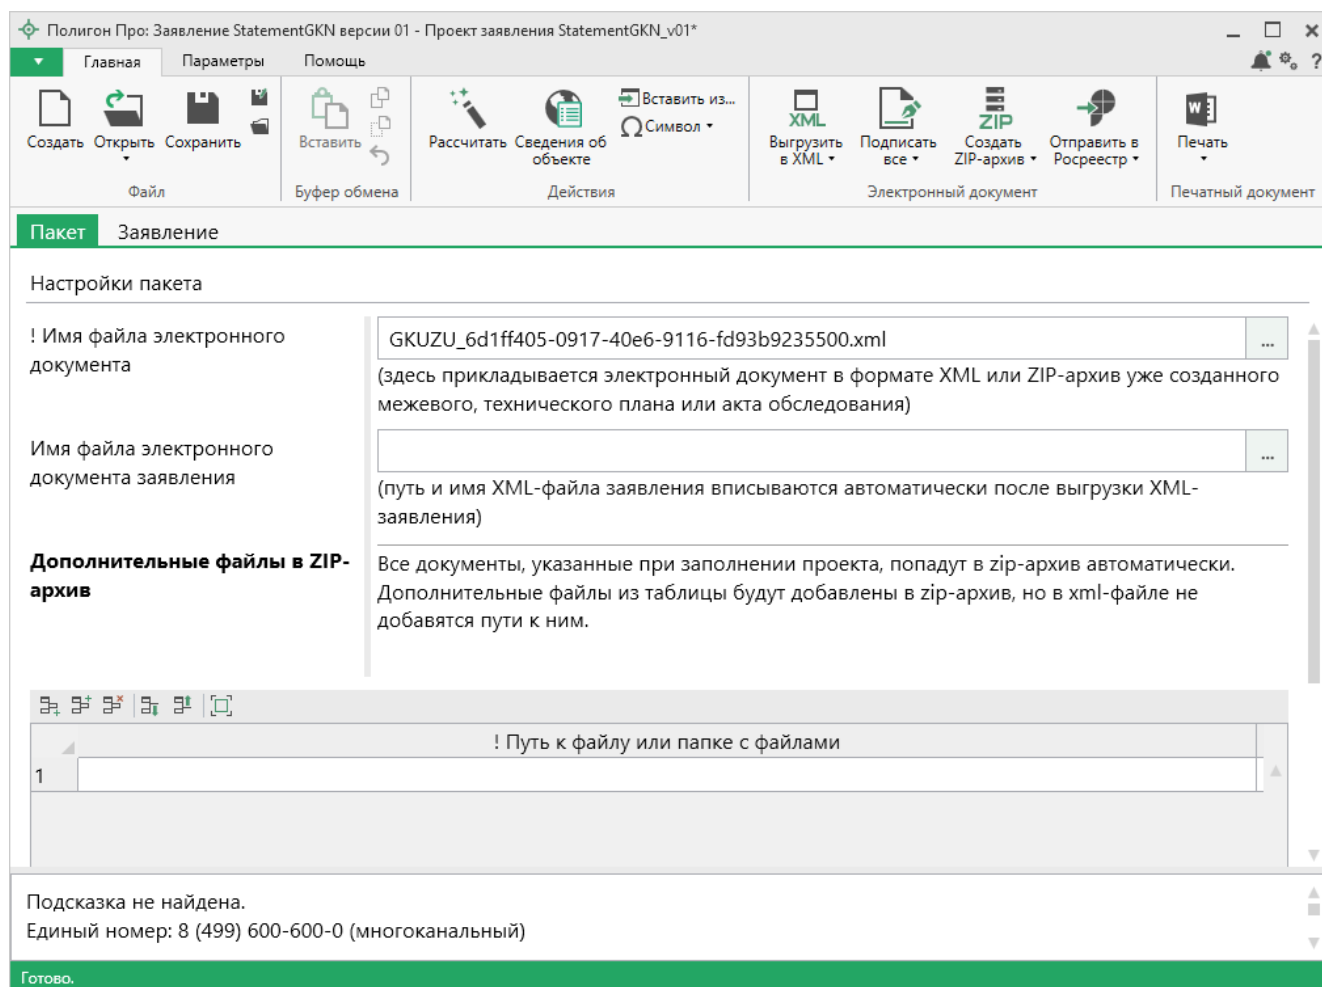 Полигон Про: Заявление StatementGKN версии 01 - Проект заявления StatementGKN_v01*
Главная Параметры Помощь
?
Создать Открыть Сохранить
Вставить
Рассчитать Сведения об объекте
Вставить из...
Символ
XML
Выгрузить в XML
Подписать все
ZIP
Создать ZIP-архив
Отправить в Росреестр
W
Печать
Файл Буфер обмена Действия Электронный документ Печатный документ
Пакет Заявление
Настройки пакета
! Имя файла электронного
документа
GKUZU_6d1ff405-0917-40e6-9116-fd93b9235500.xml
...
(здесь прикладывается электронный документ в формате XML или ZIP-архив уже созданного
межевого, технического плана или акта обследования)
Имя файла электронного
документа заявления
...
(путь и имя XML-файла заявления вписываются автоматически после выгрузки XML-
заявления)
Дополнительные файлы в ZIP-
архив
Все документы, указанные при заполнении проекта, попадут в zip-архив автоматически.
Дополнительные файлы из таблицы будут добавлены в zip-архив, но в xml-файле не
добавятся пути к ним.
! Путь к файлу или папке с файлами
1
Подсказка не найдена.
Единый номер: 8 (499) 600-600-0 (многоканальный)
Готово.